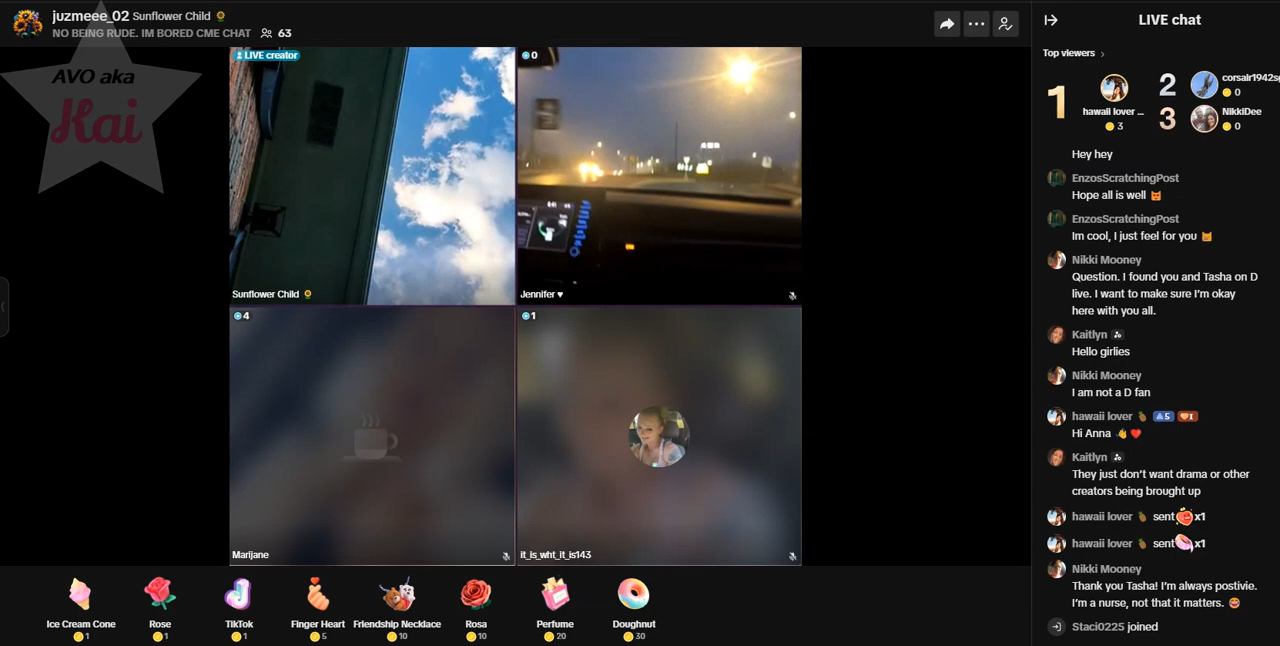 juzmeee_02 Sunflower Child
NO BEING RUDE. IM BORED CME CHAT 63
AVO aka
Kai
LIVE creator
0
Sunflower Child
Jennifer ♥
4
1
Marijane
it_is_wht_it_is143
Ice Cream Cone
1
Rose
1
TikTok
1
Finger Heart
5
Friendship Necklace
10
Rosa
10
Perfume
20
Doughnut
30
LIVE chat
Top viewers
1
hawaii lover ...
3
2
corsair1942s
0
3
NikkiDee
0
Hey hey
EnzosScratchingPost
Hope all is well
EnzosScratchingPost
Im cool, I just feel for you
Nikki Mooney
Question. I found you and Tasha on D
live. I want to make sure I'm okay
here with you all.
Kaitlyn
Hello girlies
Nikki Mooney
I am not a D fan
hawaii lover 5 I
Hi Anna
Kaitlyn
They just don't want drama or other
creators being brought up
hawaii lover sent x1
hawaii lover sent x1
Nikki Mooney
Thank you Tasha! I'm always postivie.
I'm a nurse, not that it matters.
Staci0225 joined